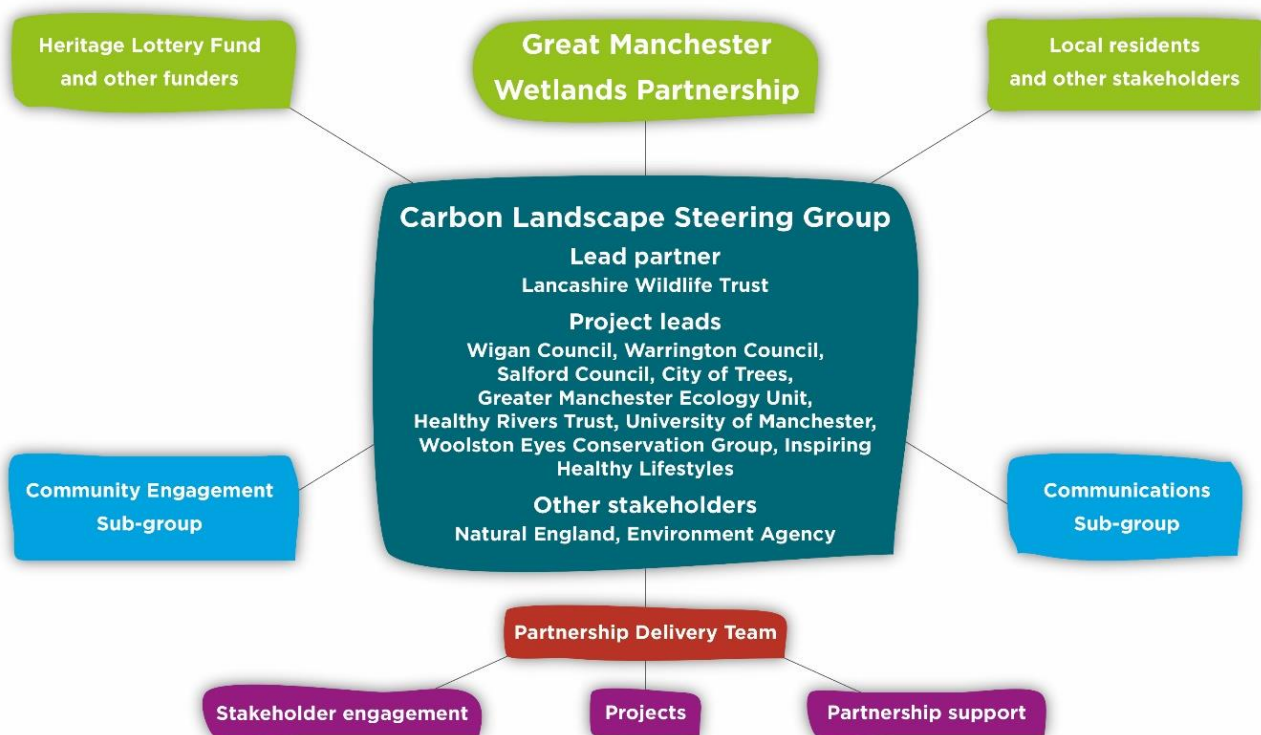 Heritage Lottery Fund
and other funders
Great Manchester
Wetlands Partnership
Local residents
and other stakeholders
Carbon Landscape Steering Group
Lead partner
Lancashire Wildlife Trust
Project leads
Wigan Council, Warrington Council,
Salford Council, City of Trees,
Greater Manchester Ecology Unit,
Healthy Rivers Trust, University of Manchester,
Woolston Eyes Conservation Group, Inspiring
Healthy Lifestyles
Other stakeholders
Natural England, Environment Agency
Community Engagement
Sub-group
Communications
Sub-group
Partnership Delivery Team
Stakeholder engagement
Projects
Partnership support